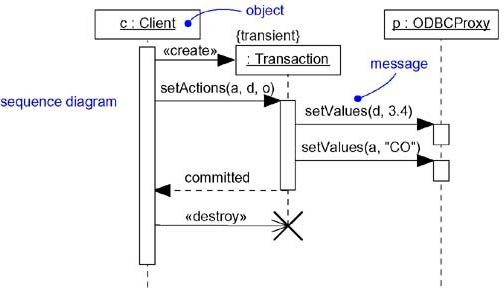 object
c : Client
p : ODBCProxy
{transient}
«create»
: Transaction
message
sequence diagram
setActions(a, d, o)
setValues(d, 3.4)
setValues(a, "CO")
committed
«destroy»